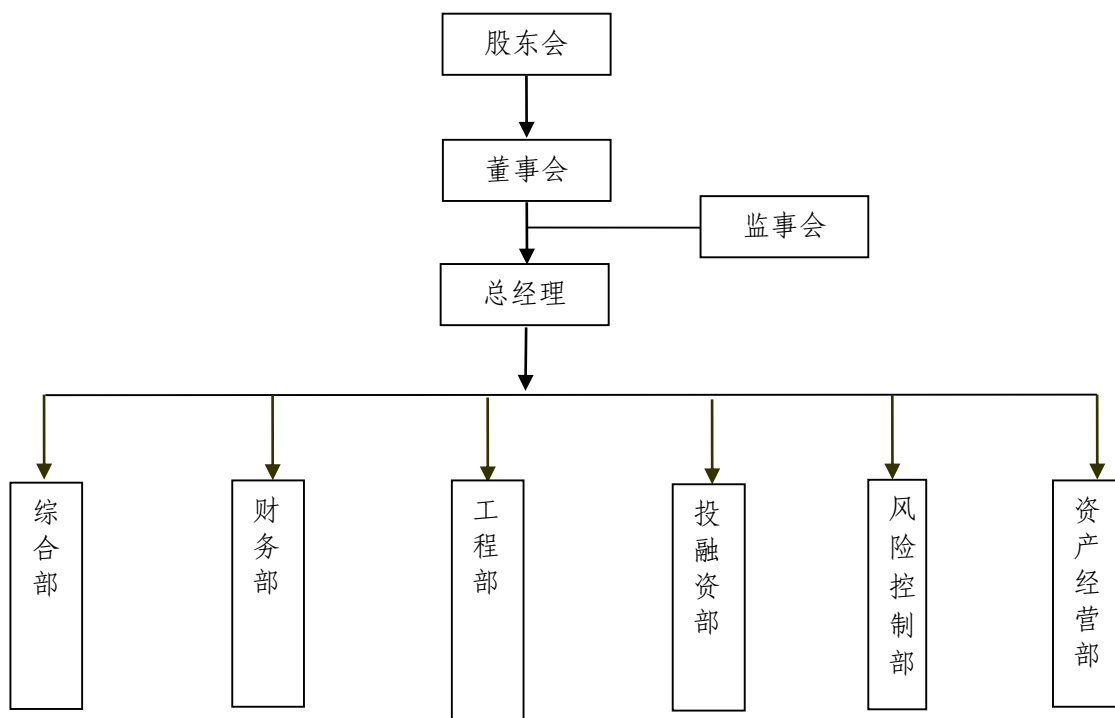 股东会
董事会
监事会
总经理
综合部
财务部
工程部
投融资部
风险控制部
资产经营部